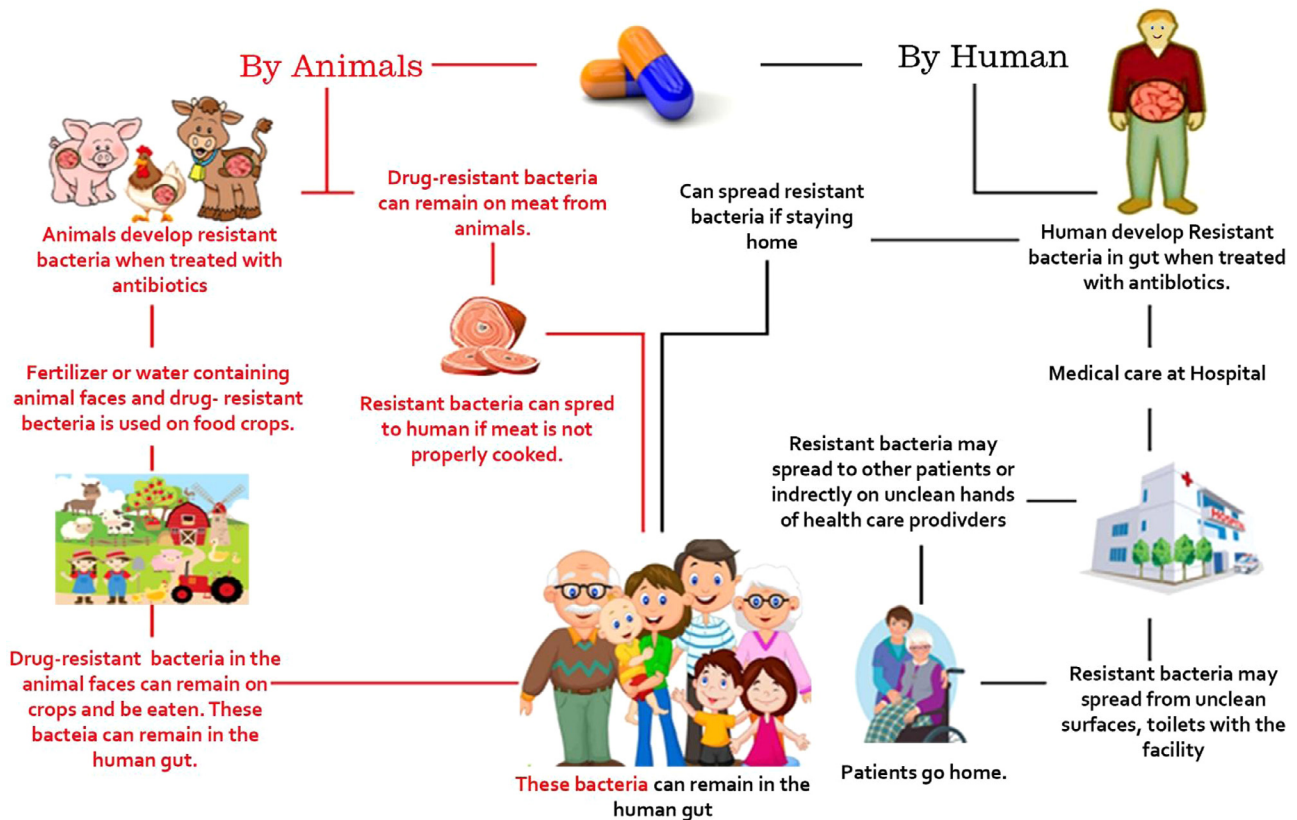 By Animals
By Human
Animals develop resistant
bacteria when treated with
antibiotics
Drug-resistant bacteria
can remain on meat from
animals.
Can spread resistant
bacteria if staying
home
Human develop Resistant
bacteria in gut when treated
with antiblotics.
Fertilizer or water containing
animal faces and drug- resistant
becteria is used on food crops.
Resistant bacteria can spred
to human if meat is not
properly cooked.
Medical care at Hospital
Resistant bacteria may
spread to other patients or
indrectly on unclean hands
of health care prodivders
HOSPITAL
Drug-resistant bacteria in the
animal faces can remain on
crops and be eaten. These
bacteia can remain in the
human gut.
Resistant bacteria may
spread from unclean
surfaces, toilets with the
facility
Patients go home.
These bacteria can remain in the
human gut